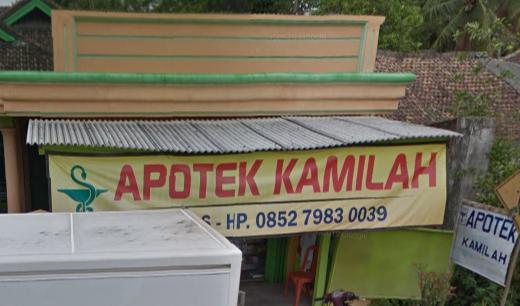 APOTEK KAMILAH
S - HP. 0852 7983 0039
APOTEK
KAMILAH